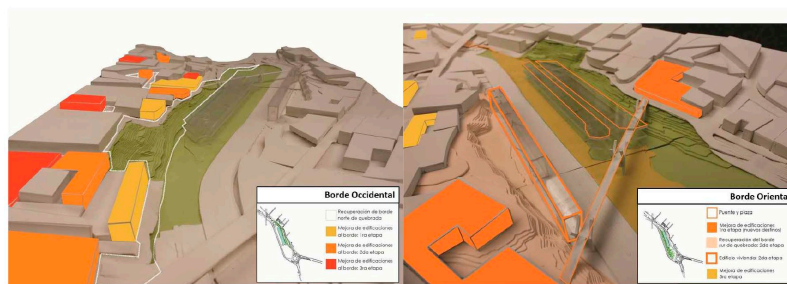 Borde Occidental
Recuperación de borde
norte de quebrada
Mejora de edificaciones
al borde: 1ra etapa
Mejora de edificaciones
al borde: 2da etapa
Mejora de edificaciones
al borde: 3ra etapa
Borde Orienta
Puente y plaza
Mejora de edificaciones
1ra etapa (nuevos destinos)
Recuperación del borde
sur de quebrada: 2da etapa
Edificio vivienda: 2da etapa
Mejora de edificaciones
3ra etapa